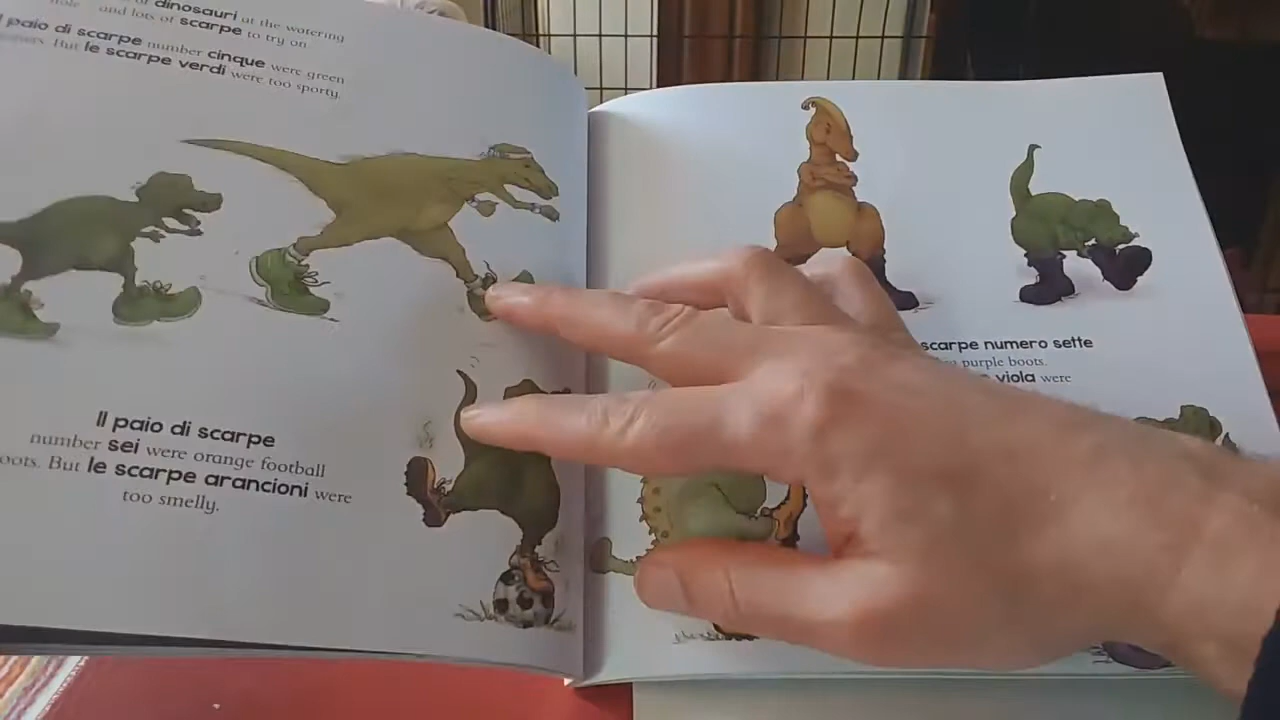 of dinosauri at the watering
hole and lots of scarpe to try on
paio di scarpe number cinque were green
But le scarpe verdi were too sporty.
Il paio di scarpe
number sei were orange football
boots. But le scarpe arancioni were
too smelly.
scarpe numero sette
purple boots.
viola were